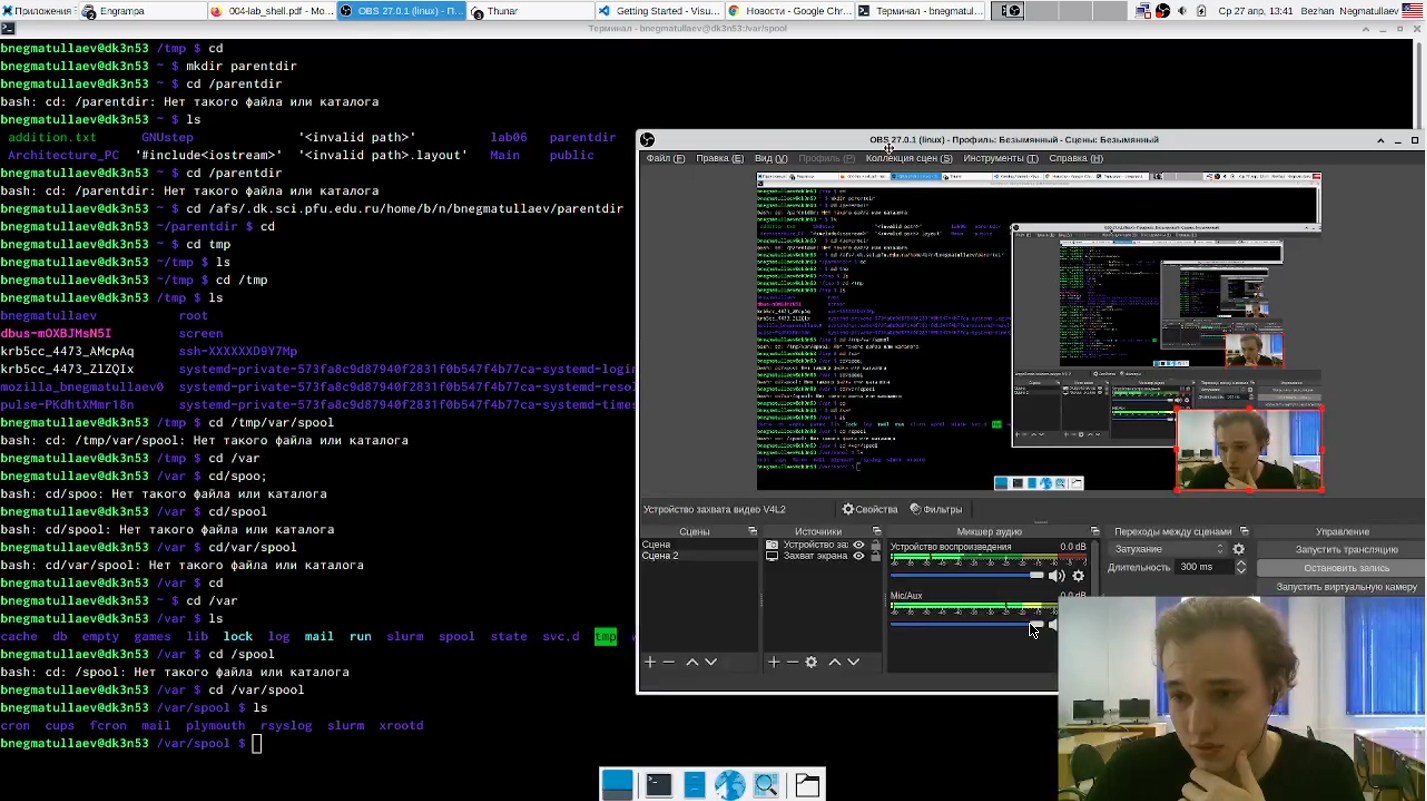 Приложения
Engrampa
004-lab_shell.pdf - Mo...
OBS 27.0.1 (linux) - П...
Thunar
Getting Started - Visu...
Новости - Google Chr...
Терминал - bnegmatul...
Ср 27 апр, 13:41
Bezhan Negmatullaev
Терминал - bnegmatullaev@dk3n53:/var/spool
bnegmatullaev@dk3n53 /tmp $ cd
bnegmatullaev@dk3n53 ~ $ mkdir parentdir
bnegmatullaev@dk3n53 ~ $ cd /parentdir
bash: cd: /parentdir: Нет такого файла или каталога
bnegmatullaev@dk3n53 ~ $ ls
addition.txt GNUstep '<invalid path>' lab06 parentdir
Architecture_PC '#include<iostream>' '<invalid path>.layout' Main public
bnegmatullaev@dk3n53 ~ $ cd /parentdir
bash: cd: /parentdir: Нет такого файла или каталога
bnegmatullaev@dk3n53 ~ $ cd /afs/.dk.sci.pfu.edu.ru/home/b/n/bnegmatullaev/parentdir
bnegmatullaev@dk3n53 ~/parentdir $ cd
bnegmatullaev@dk3n53 ~ $ cd tmp
bnegmatullaev@dk3n53 ~/tmp $ ls
bnegmatullaev@dk3n53 ~/tmp $ cd /tmp
bnegmatullaev@dk3n53 /tmp $ ls
bnegmatullaev root
dbus-mOXBJMsN5I screen
krb5cc_4473_AMcpAq ssh-XXXXXXD9Y7Mp
krb5cc_4473_ZlZQIx systemd-private-573fa8c9d87940f2831f0b547f4b77ca-systemd-login
mozilla_bnegmatullaev0 systemd-private-573fa8c9d87940f2831f0b547f4b77ca-systemd-reso
pulse-PKdhtXMmr18n systemd-private-573fa8c9d87940f2831f0b547f4b77ca-systemd-times
bnegmatullaev@dk3n53 /tmp $ cd /tmp/var/spool
bash: cd: /tmp/var/spool: Нет такого файла или каталога
bnegmatullaev@dk3n53 /tmp $ cd /var
bnegmatullaev@dk3n53 /var $ cd/spoo;
bash: cd/spoo: Нет такого файла или каталога
bnegmatullaev@dk3n53 /var $ cd/spool
bash: cd/spool: Нет такого файла или каталога
bnegmatullaev@dk3n53 /var $ cd/var/spool
bash: cd/var/spool: Нет такого файла или каталога
bnegmatullaev@dk3n53 /var $ cd
bnegmatullaev@dk3n53 ~ $ cd /var
bnegmatullaev@dk3n53 /var $ ls
cache db empty games lib lock log mail run slurm spool state svc.d tmp
bnegmatullaev@dk3n53 /var $ cd /spool
bash: cd: /spool: Нет такого файла или каталога
bnegmatullaev@dk3n53 /var $ cd /var/spool
bnegmatullaev@dk3n53 /var/spool $ ls
cron cups fcron mail plymouth rsyslog slurm xrootd
bnegmatullaev@dk3n53 /var/spool $
OBS 27.0.1 (linux) - Профиль: Безымянный - Сцены: Безымянный
Файл (F) Правка (E) Вид (V) Профиль (P) Коллекция сцен (S) Инструменты (T) Справка (H)
Устройство захвата видео V4L2 Свойства Фильтры
Сцены Источники Микшер аудио Переходы между сценами Управление
Сцена
Сцена 2
Устройство за:
Захват экрана
Устройство воспроизведения 0.0 dB
Mic/Aux 0.0 dB
Затухание
Длительность 300 ms
Запустить трансляцию
Остановить запись
Запустить виртуальную камеру